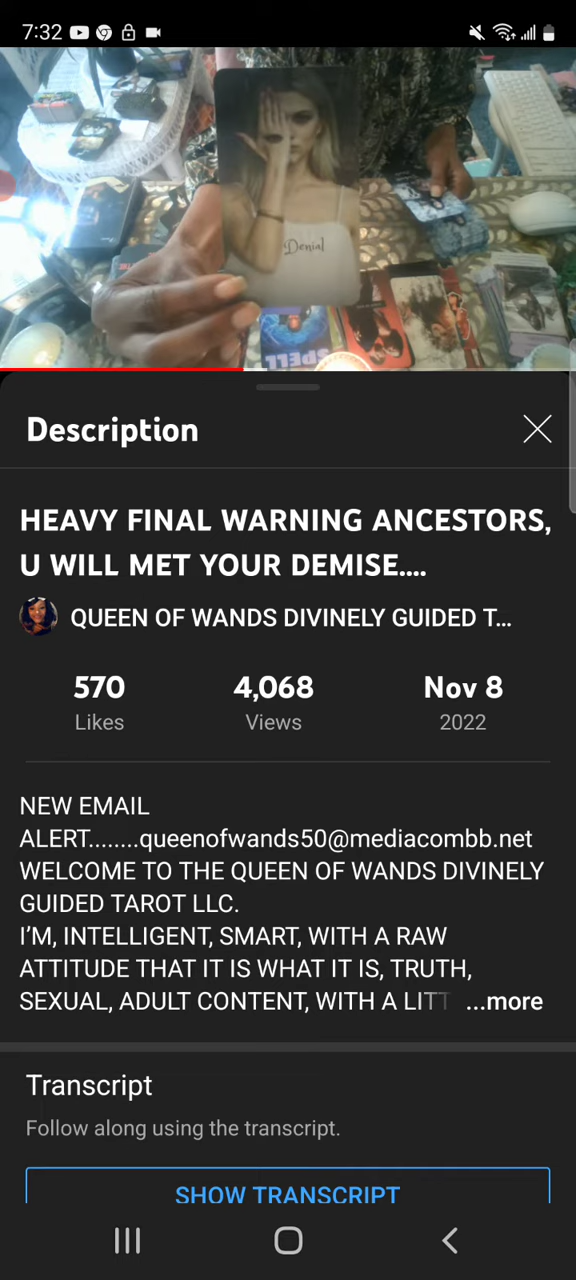 7:32
Denial
SPELL
Description
HEAVY FINAL WARNING ANCESTORS,
U WILL MET YOUR DEMISE....
QUEEN OF WANDS DIVINELY GUIDED T...
570
4,068
Nov 8
Likes
Views
2022
NEW EMAIL
ALERT........queenofwands50@mediacombb.net
WELCOME TO THE QUEEN OF WANDS DIVINELY
GUIDED TAROT LLC.
I'M, INTELLIGENT, SMART, WITH A RAW
ATTITUDE THAT IT IS WHAT IT IS, TRUTH,
SEXUAL, ADULT CONTENT, WITH A LITT ...more
Transcript
Follow along using the transcript.
SHOW TRANSCRIPT